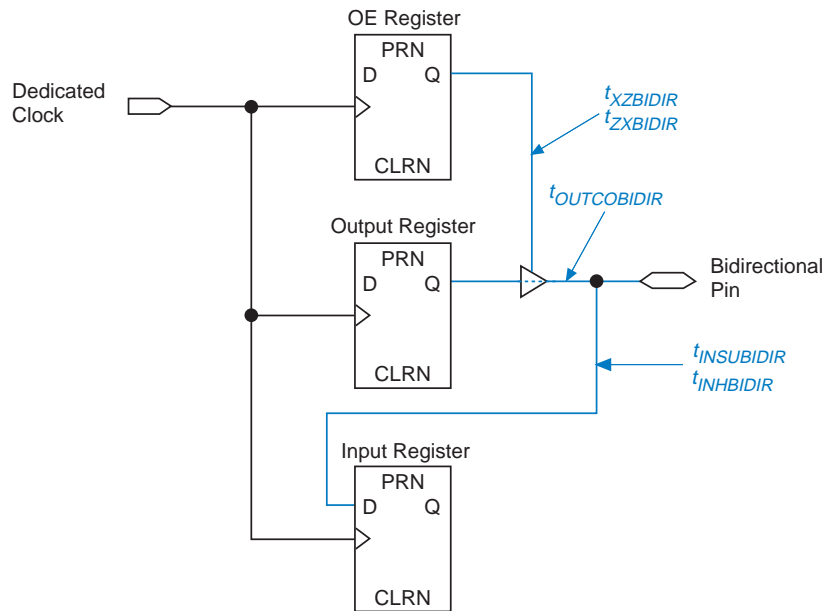 OE Register
PRN
D Q
CLRN
Dedicated
Clock
tXZBIDIR
tZXBIDIR
tOUTCOBIDIR
Output Register
PRN
D Q
CLRN
Bidirectional
Pin
tINSUBIDIR
tINHBIDIR
Input Register
PRN
D Q
CLRN